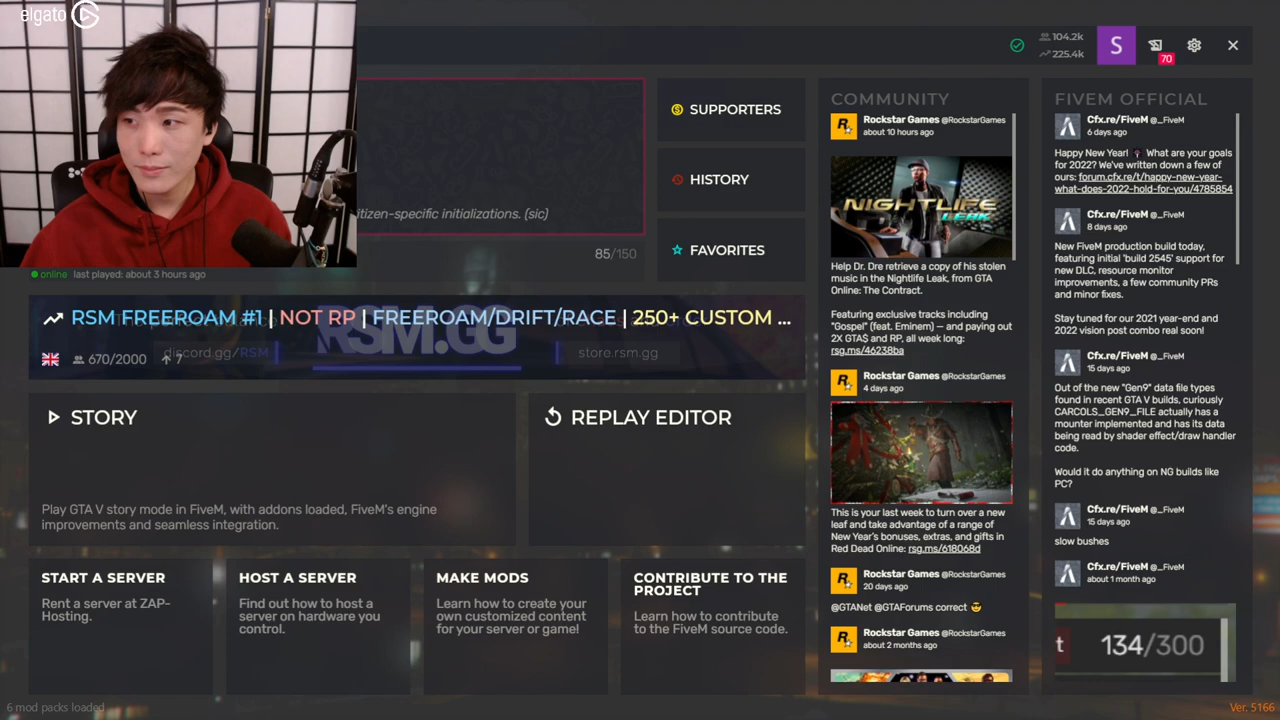 elgato
104.2k
225.4k
S
70
itizen-specific initializations. (sic)
85/150
online last played: about 3 hours ago
SUPPORTERS
HISTORY
FAVORITES
RSM FREEROAM #1 | NOT RP | FREEROAM/DRIFT/RACE | 250+ CUSTOM ...
RSM.GG
670/2000
7
discord.gg/RSM
store.rsm.gg
STORY
Play GTA V story mode in FiveM, with addons loaded, FiveM's engine
improvements and seamless integration.
REPLAY EDITOR
START A SERVER
Rent a server at ZAP-
Hosting.
HOST A SERVER
Find out how to host a
server on hardware you
control.
MAKE MODS
Learn how to create your
own customized content
for your server or game!
CONTRIBUTE TO THE
PROJECT
Learn how to contribute
to the FiveM source code.
COMMUNITY
Rockstar Games @RockstarGames
about 10 hours ago
NIGHTLIFE
LEAK
Help Dr. Dre retrieve a copy of his stolen
music in the Nightlife Leak, from GTA
Online: The Contract.
Featuring exclusive tracks including
"Gospel" (feat. Eminem) — and paying out
2X GTA$ and RP, all week long:
rsg.ms/46238ba
Rockstar Games @RockstarGames
4 days ago
This is your last week to turn over a new
leaf and take advantage of a range of
New Year's bonuses, extras, and gifts in
Red Dead Online: rsg.ms/618068d
Rockstar Games @RockstarGames
20 days ago
@GTANet @GTAForums correct 😎
Rockstar Games @RockstarGames
about 2 months ago
FIVEM OFFICIAL
Cfx.re/FiveM @_FiveM
6 days ago
Happy New Year! What are your goals
for 2022? We've written down a few of
ours: forum.cfx.re/t/happy-new-year-
what-does-2022-hold-for-you/4785854
Cfx.re/FiveM @_FiveM
8 days ago
New FiveM production build today,
featuring initial 'build 2545' support for
new DLC, resource monitor
improvements, a few community PRs
and minor fixes.
Stay tuned for our 2021 year-end and
2022 vision post combo real soon!
Cfx.re/FiveM @_FiveM
15 days ago
Out of the new "Gen9" data file types
found in recent GTA V builds, curiously
CARCOLS_GEN9_FILE actually has a
mounter implemented and has its data
being read by shader effect/draw handler
code.
Would it do anything on NG builds like
PC?
Cfx.re/FiveM @_FiveM
15 days ago
slow bushes
Cfx.re/FiveM @_FiveM
about 1 month ago
t 134/300
6 mod packs loaded
Ver. 5166